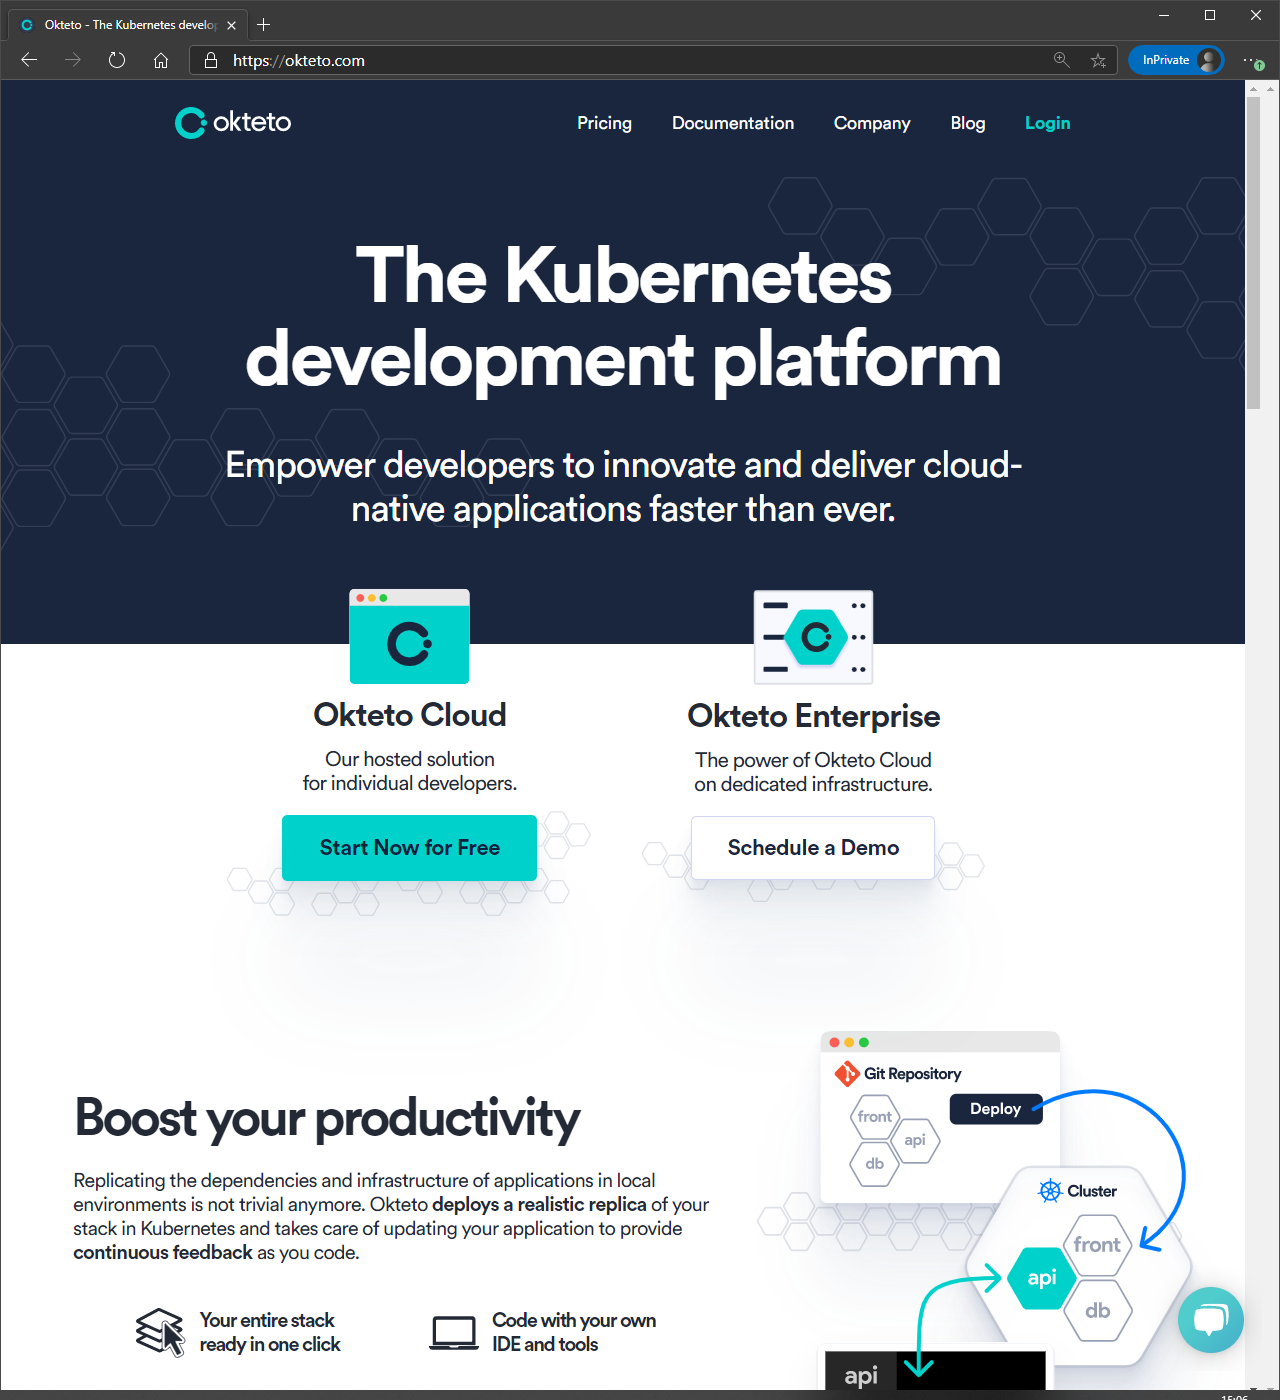 Okteto - The Kubernetes develop
https://okteto.com
InPrivate
okteto
Pricing
Documentation
Company
Blog
Login
The Kubernetes
development platform
Empower developers to innovate and deliver cloud-
native applications faster than ever.
Okteto Cloud
Our hosted solution
for individual developers.
Start Now for Free
Okteto Enterprise
The power of Okteto Cloud
on dedicated infrastructure.
Schedule a Demo
Boost your productivity
Replicating the dependencies and infrastructure of applications in local
environments is not trivial anymore. Okteto deploys a realistic replica of your
stack in Kubernetes and takes care of updating your application to provide
continuous feedback as you code.
Your entire stack
ready in one click
Code with your own
IDE and tools
Git Repository
Deploy
front
api
db
Cluster
front
api
db
api